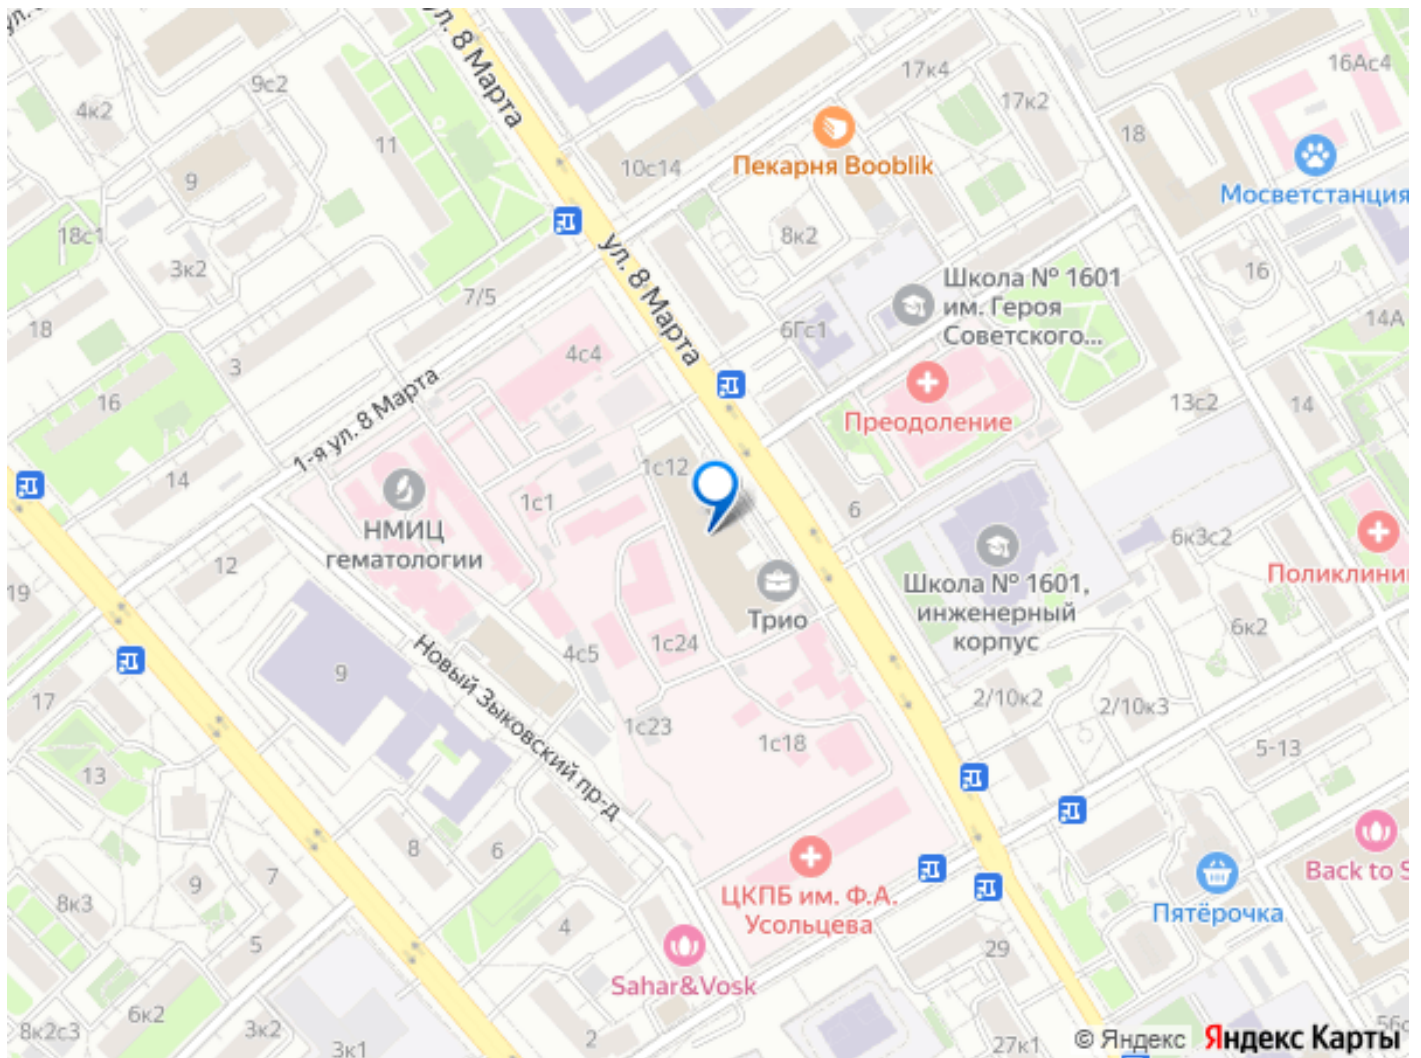 ул. 8 Марта
9с2
4к2
11
9
18с1
3к2
18
3
16
7/5
14
1-я ул. 8 Марта
17к4
17к2
16Ас4
18
10с14
Пекарня Booblik
Мосветстанция
8к2
16
ул. 8 Марта
Школа № 1601
им. Героя
Советского...
6Гс1
14А
4с4
Преодоление
13с2
14
1с12
1с1
НМИЦ
гематологии
6
6к3с2
Школа № 1601,
инженерный
корпус
Трио
6к2
12
19
1с24
4с5
Новый Зыковский пр-д
9
17
2/10к2
2/10к3
1с23
1с18
5-13
13
8
6
7
9
8к3
5
ЦКПБ им. Ф.А.
Усольцева
Пятёрочка
Back to S
4
29
Sahar&Vosk
6к2
8к2с3
3к2
3к1
2
27к1
56с
© Яндекс
Яндекс Карты